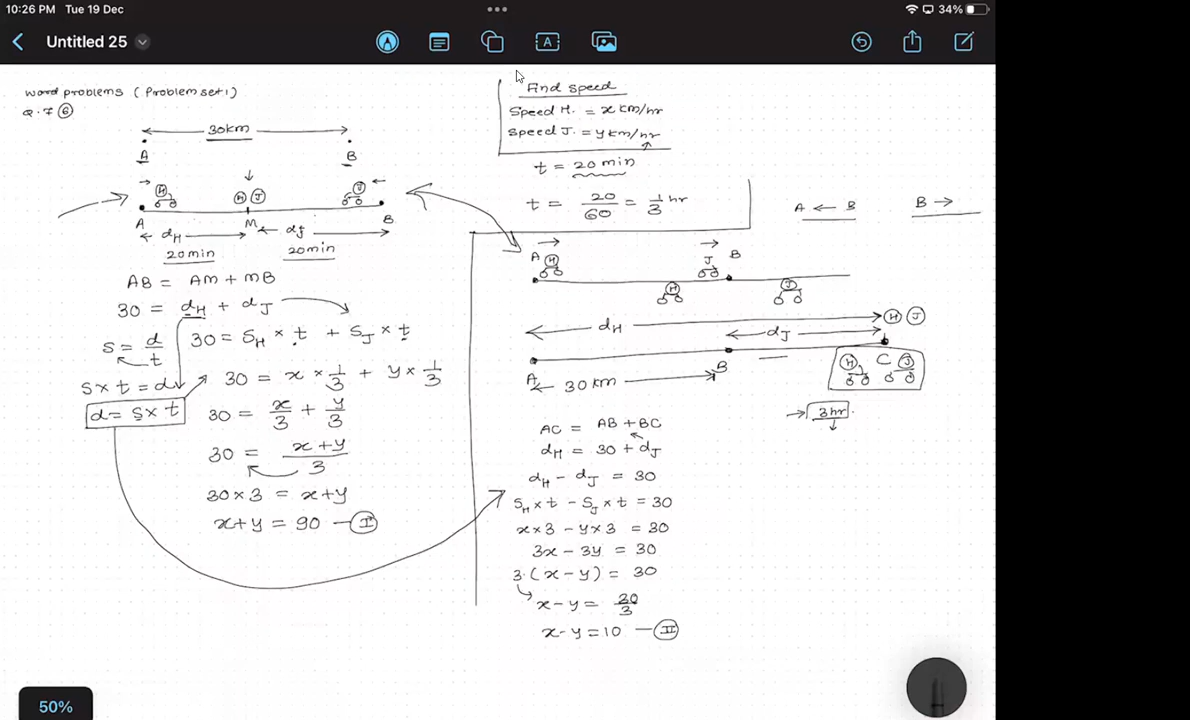 10:26 PM Tue 19 Dec
34%
Untitled 25
A
word problems (Problem set 1)
Q.7 (6)
30km
A B
H H J J
A M B
dH dJ
20min 20min
AB = AM + MB
30 = dH + dJ
S = d/t
30 = SH × t + SJ × t
S × t = d
30 = x × 1/3 + y × 1/3
d = S × t
30 = x/3 + y/3
30 = x+y/3
30×3 = x+y
x+y = 90 — I
Find speed
Speed H. = x km/hr
Speed J. = y km/hr
t = 20 min
t = 20/60 = 1/3 hr
A ← B B →
A H J B
H J
dH H J
dJ
A B H C J
30 km
3hr
AC = AB + BC
dH = 30 + dJ
dH - dJ = 30
SH × t - SJ × t = 30
x×3 - y×3 = 30
3x - 3y = 30
3·(x - y) = 30
x - y = 30/3
x - y = 10 — II
50%